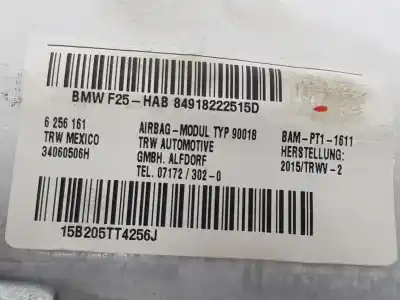 BMW F25-HAB 84918222515D
6 256 161
TRW MEXICO
34060506H
AIRBAG-MODUL TYP 90018
TRW AUTOMOTIVE
GMBH. ALFDORF
TEL. 07172/302-0
BAM-PT1-1611
HERSTELLUNG:
2015/TRWV-2
15B205TT4256J